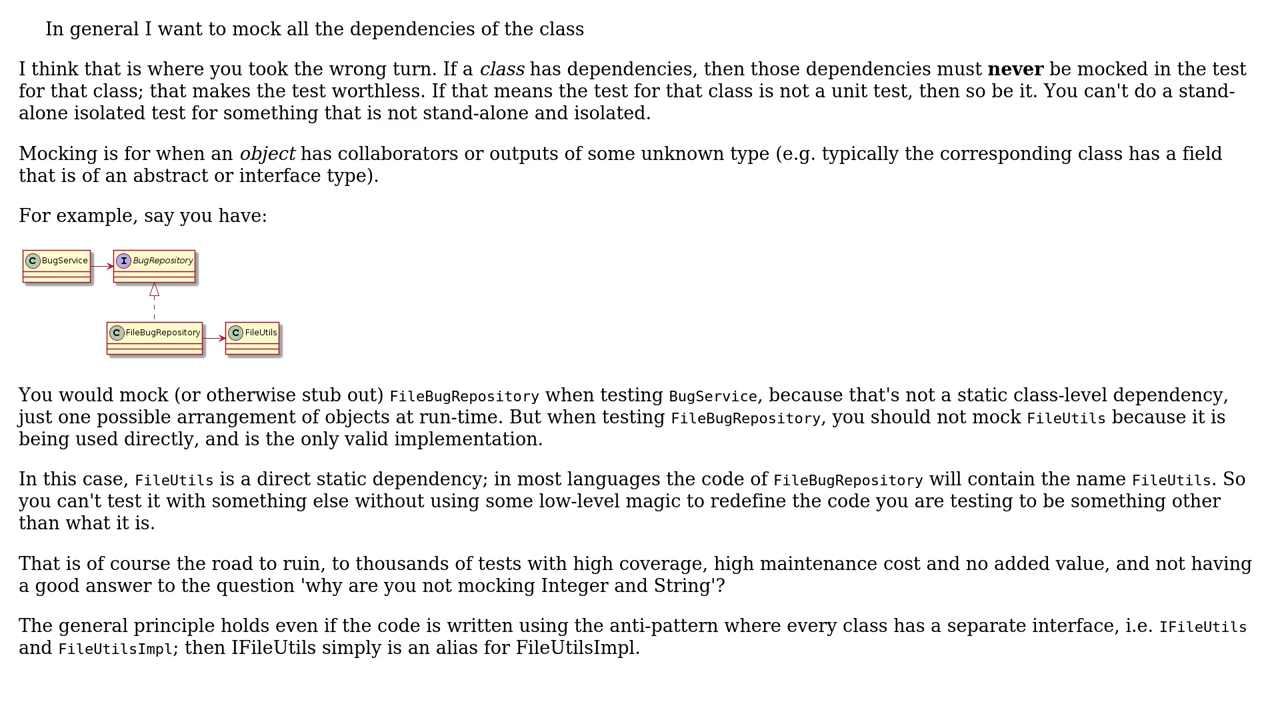 In general I want to mock all the dependencies of the class
I think that is where you took the wrong turn. If a class has dependencies, then those dependencies must never be mocked in the test
for that class; that makes the test worthless. If that means the test for that class is not a unit test, then so be it. You can't do a stand-
alone isolated test for something that is not stand-alone and isolated.
Mocking is for when an object has collaborators or outputs of some unknown type (e.g. typically the corresponding class has a field
that is of an abstract or interface type).
For example, say you have:
C BugService
I BugRepository
C FileBugRepository
C FileUtils
You would mock (or otherwise stub out) FileBugRepository when testing BugService, because that's not a static class-level dependency,
just one possible arrangement of objects at run-time. But when testing FileBugRepository, you should not mock FileUtils because it is
being used directly, and is the only valid implementation.
In this case, FileUtils is a direct static dependency; in most languages the code of FileBugRepository will contain the name FileUtils. So
you can't test it with something else without using some low-level magic to redefine the code you are testing to be something other
than what it is.
That is of course the road to ruin, to thousands of tests with high coverage, high maintenance cost and no added value, and not having
a good answer to the question 'why are you not mocking Integer and String'?
The general principle holds even if the code is written using the anti-pattern where every class has a separate interface, i.e. IFileUtils
and FileUtilsImpl; then IFileUtils simply is an alias for FileUtilsImpl.